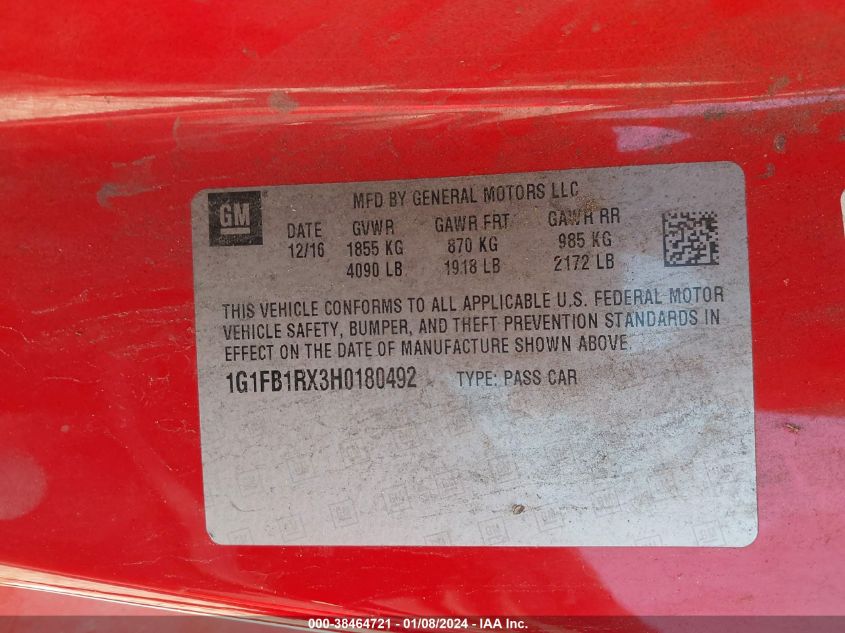 GM
MFD BY GENERAL MOTORS LLC
DATE GVWR GAWR FRT GAWR RR
12/16 1855 KG 870 KG 985 KG
4090 LB 1918 LB 2172 LB
THIS VEHICLE CONFORMS TO ALL APPLICABLE U.S. FEDERAL MOTOR
VEHICLE SAFETY, BUMPER, AND THEFT PREVENTION STANDARDS IN
EFFECT ON THE DATE OF MANUFACTURE SHOWN ABOVE.
1G1FB1RX3H0180492 TYPE: PASS CAR
000-38464721 - 01/08/2024 - IAA Inc.